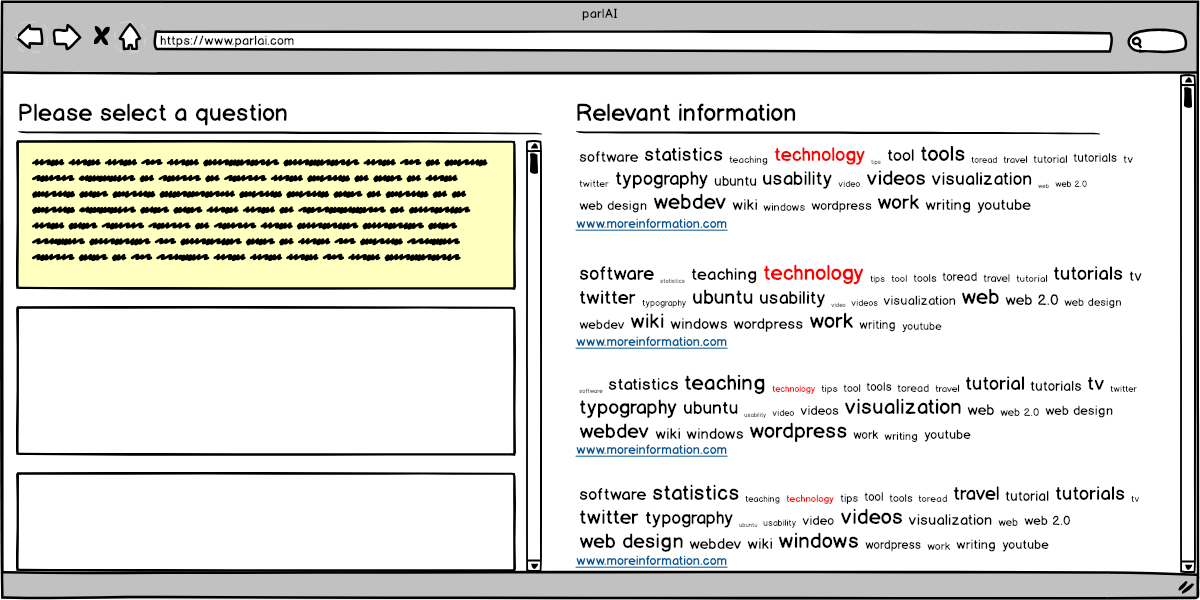 parlAI
https://www.parlai.com
Please select a question
Relevant information
software statistics teaching technology tips tool tools toread travel tutorial tutorials tv
twitter typography ubuntu usability video videos visualization web web 2.0
web design webdev wiki windows wordpress work writing youtube
www.moreinformation.com
software statistics teaching technology tips tool tools toread travel tutorial tutorials tv
twitter typography ubuntu usability video videos visualization web web 2.0 web design
webdev wiki windows wordpress work writing youtube
www.moreinformation.com
software statistics teaching technology tips tool tools toread travel tutorial tutorials tv twitter
typography ubuntu usability video videos visualization web web 2.0 web design
webdev wiki windows wordpress work writing youtube
www.moreinformation.com
software statistics teaching technology tips tool tools toread travel tutorial tutorials tv
twitter typography ubuntu usability video videos visualization web web 2.0
web design webdev wiki windows wordpress work writing youtube
www.moreinformation.com